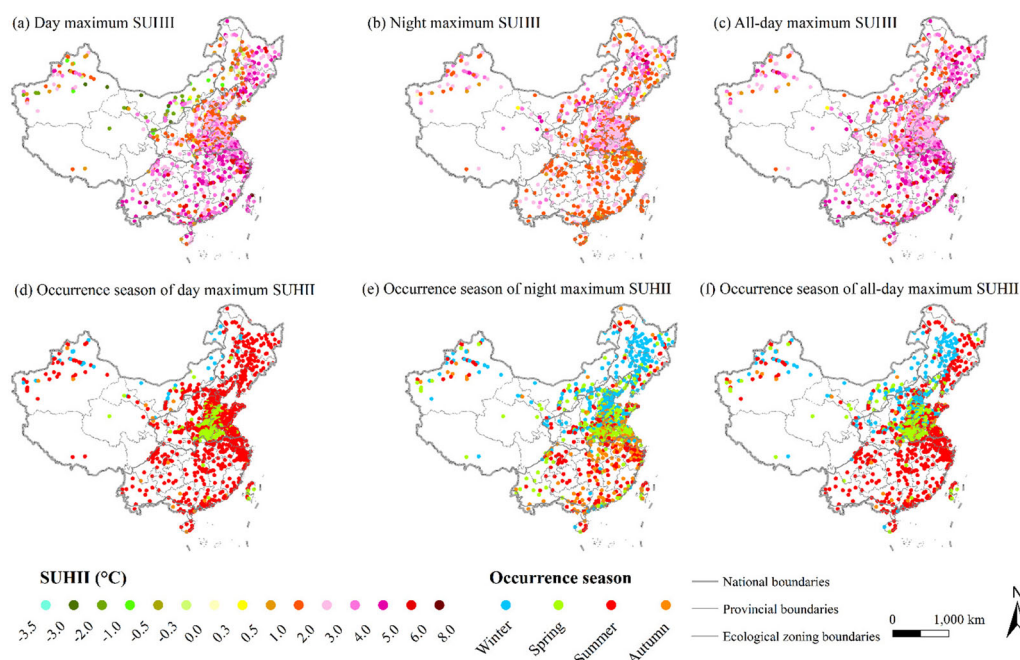 (a) Day maximum SUHII
(b) Night maximum SUHII
(c) All-day maximum SUHII
(d) Occurrence season of day maximum SUHII
(e) Occurrence season of night maximum SUHII
(f) Occurrence season of all-day maximum SUHII
SUHII (°C)
-3.5
-3.0
-2.0
-1.0
-0.5
-0.3
0.0
0.3
0.5
1.0
2.0
3.0
4.0
5.0
6.0
8.0
Occurrence season
Winter
Spring
Summer
Autumn
National boundaries
Provincial boundaries
Ecological zoning boundaries
0 1,000 km
N